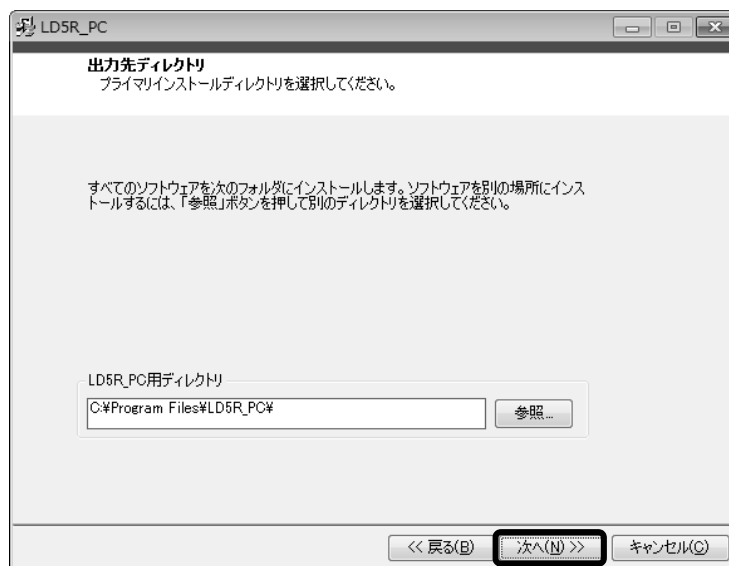 LD5R_PC
出力先ディレクトリ
プライマリインストールディレクトリを選択してください。
すべてのソフトウェアを次のフォルダにインストールします。ソフトウェアを別の場所にインス
トールするには、「参照」ボタンを押して別のディレクトリを選択してください。
LD5R_PC用ディレクトリ
C:¥Program Files¥LD5R_PC¥
参照...
<< 戻る(B)
次へ(N) >>
キャンセル(C)